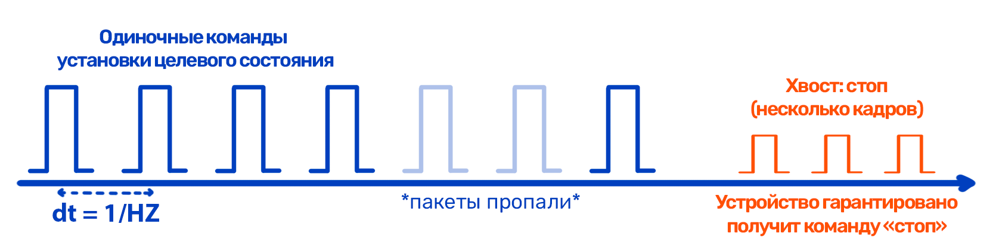 Одиночные команды
установки целевого состояния
Хвост: стоп
(несколько кадров)
dt = 1/HZ
*пакеты пропали*
Устройство гарантировано
получит команду «стоп»